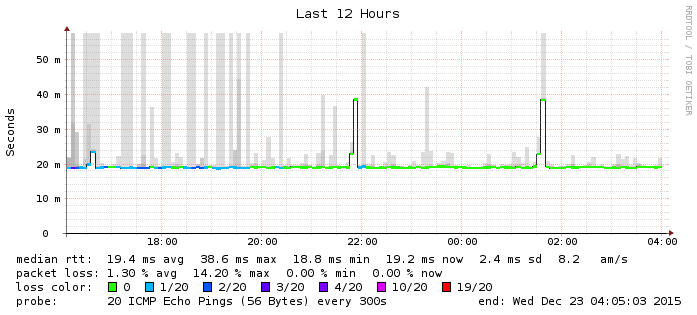 Last 12 Hours
RRDTOOL / TOBI OETIKER
Seconds
50 m
40 m
30 m
20 m
10 m
0
18:00 20:00 22:00 00:00 02:00 04:00
median rtt: 19.4 ms avg 38.6 ms max 18.8 ms min 19.2 ms now 2.4 ms sd 8.2 am/s
packet loss: 1.30 % avg 14.20 % max 0.00 % min 0.00 % now
loss color: 0 1/20 2/20 3/20 4/20 10/20 19/20
probe: 20 ICMP Echo Pings (56 Bytes) every 300s end: Wed Dec 23 04:05:03 2015